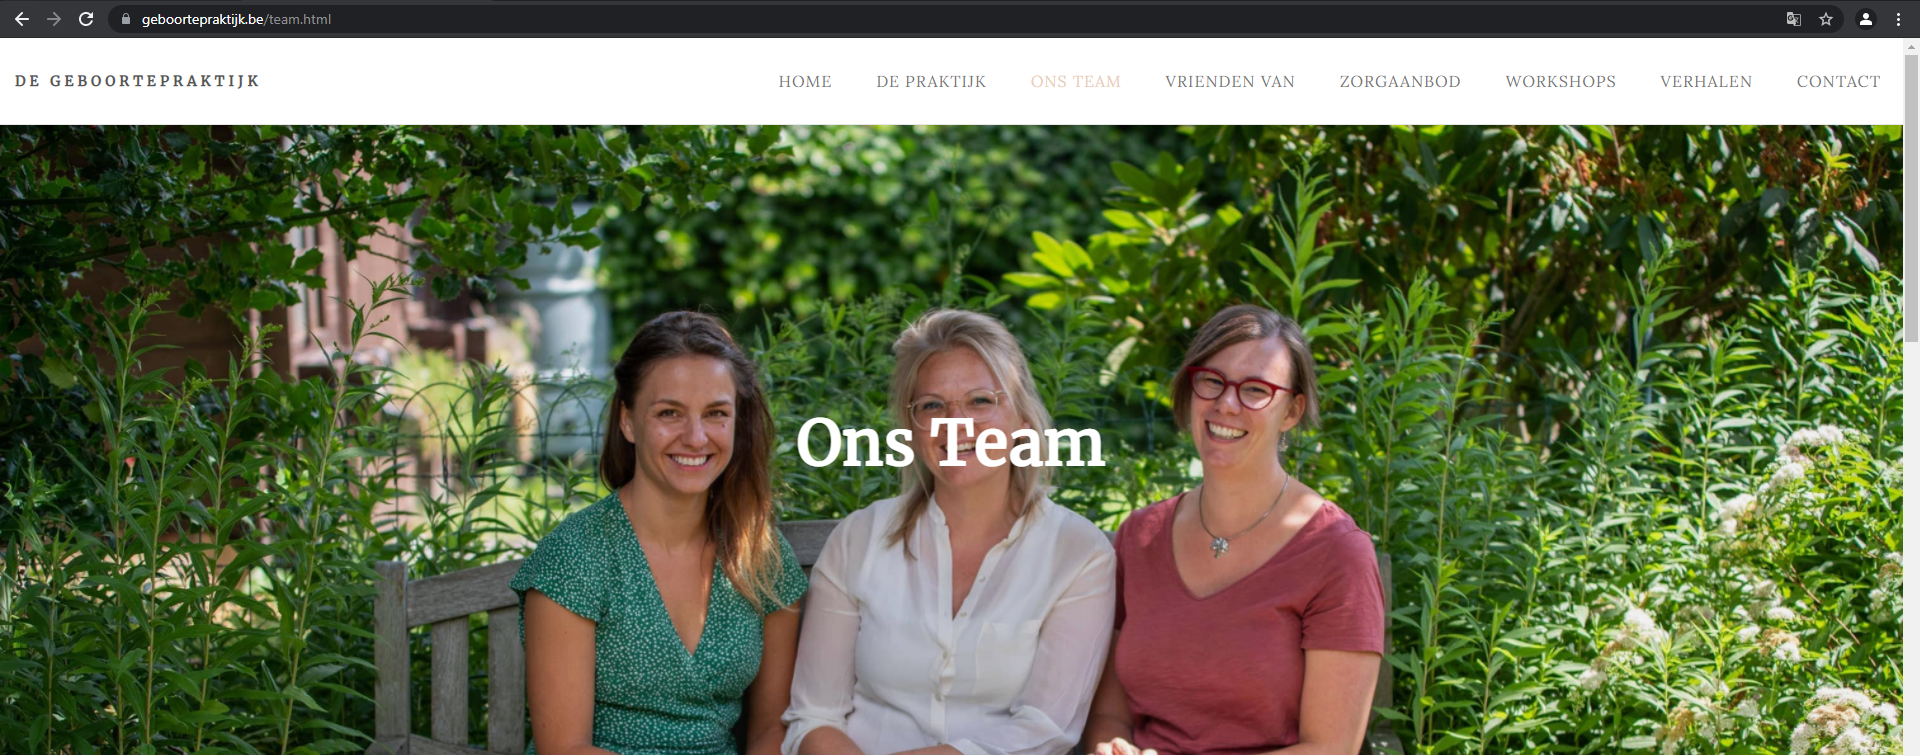 geboortepraktijk.be/team.html
DE GEBOORTEPRAKTIJK
HOME DE PRAKTIJK ONS TEAM VRIENDEN VAN ZORGAANBOD WORKSHOPS VERHALEN CONTACT
Ons Team